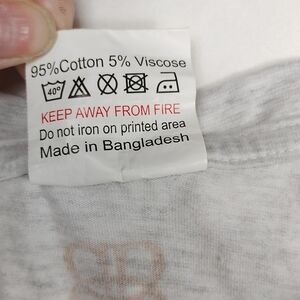 95%Cotton 5% Viscose
40°
KEEP AWAY FROM FIRE
Do not iron on printed area
Made in Bangladesh